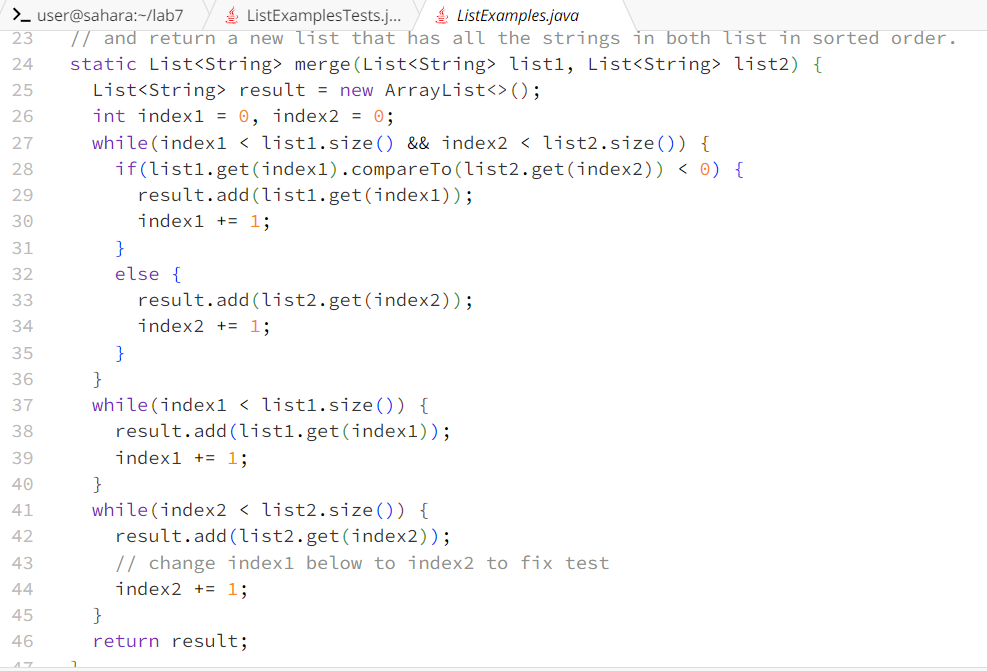 user@sahara:~/lab7 ListExamplesTests.j... ListExamples.java
23 // and return a new list that has all the strings in both list in sorted order.
24 static List<String> merge(List<String> list1, List<String> list2) {
25 List<String> result = new ArrayList<>();
26 int index1 = 0, index2 = 0;
27 while(index1 < list1.size() && index2 < list2.size()) {
28 if(list1.get(index1).compareTo(list2.get(index2)) < 0) {
29 result.add(list1.get(index1));
30 index1 += 1;
31 }
32 else {
33 result.add(list2.get(index2));
34 index2 += 1;
35 }
36 }
37 while(index1 < list1.size()) {
38 result.add(list1.get(index1));
39 index1 += 1;
40 }
41 while(index2 < list2.size()) {
42 result.add(list2.get(index2));
43 // change index1 below to index2 to fix test
44 index2 += 1;
45 }
46 return result;
47 }